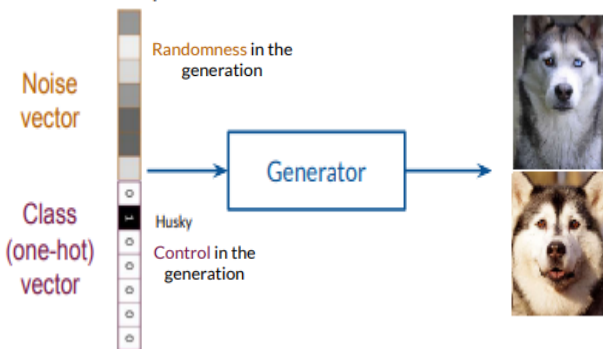 Noise
vector
Randomness in the
generation
Generator
Class
(one-hot)
vector
0
1
Husky
0
Control in the
generation
0
0
0
0